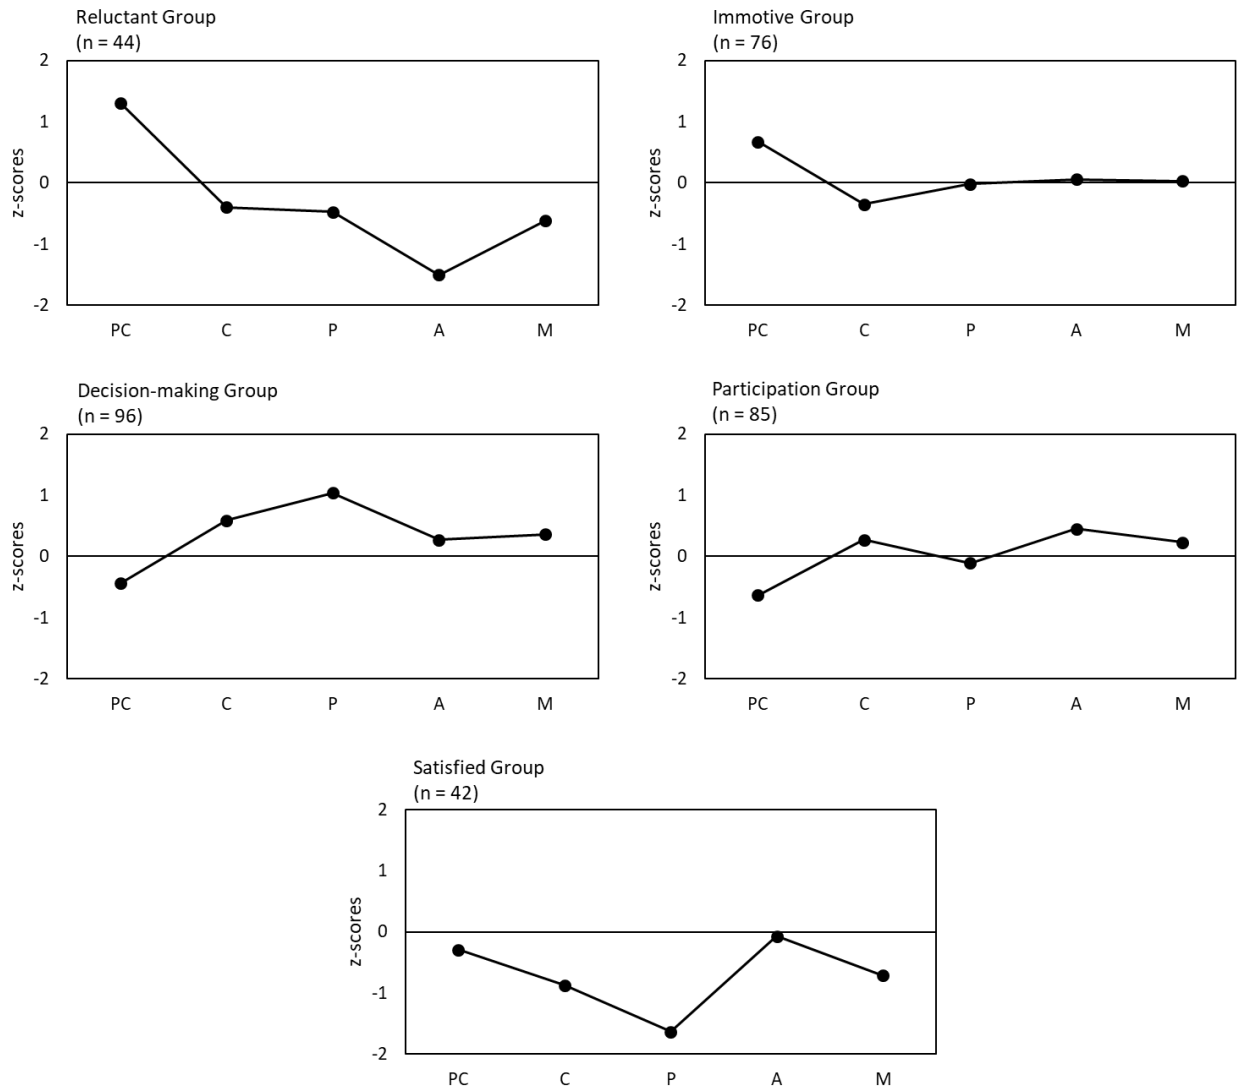 Reluctant Group
(n = 44)
2
1
0
-1
-2
z-scores
PC C P A M
Immotive Group
(n = 76)
2
1
0
-1
-2
z-scores
PC C P A M
Decision-making Group
(n = 96)
2
1
0
-1
-2
z-scores
PC C P A M
Participation Group
(n = 85)
2
1
0
-1
-2
z-scores
PC C P A M
Satisfied Group
(n = 42)
2
1
0
-1
-2
z-scores
PC C P A M